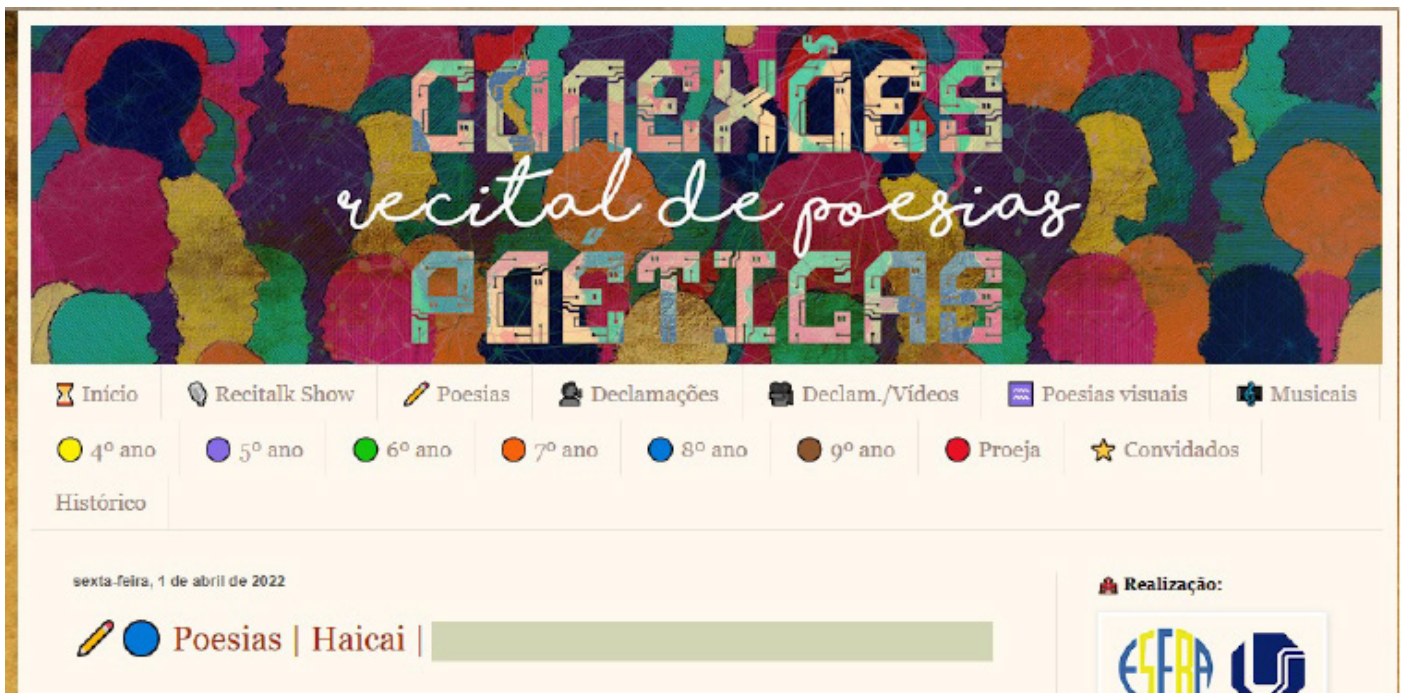 CONEXÕES
recital de poesias
POÉTICAS
Início Recitalk Show Poesias Declamações Declam./Vídeos Poesias visuais Musicais
4º ano 5º ano 6º ano 7º ano 8º ano 9º ano Proeja Convidados
Histórico
sexta-feira, 1 de abril de 2022
Realização:
Poesias | Haicai |
ESEBA